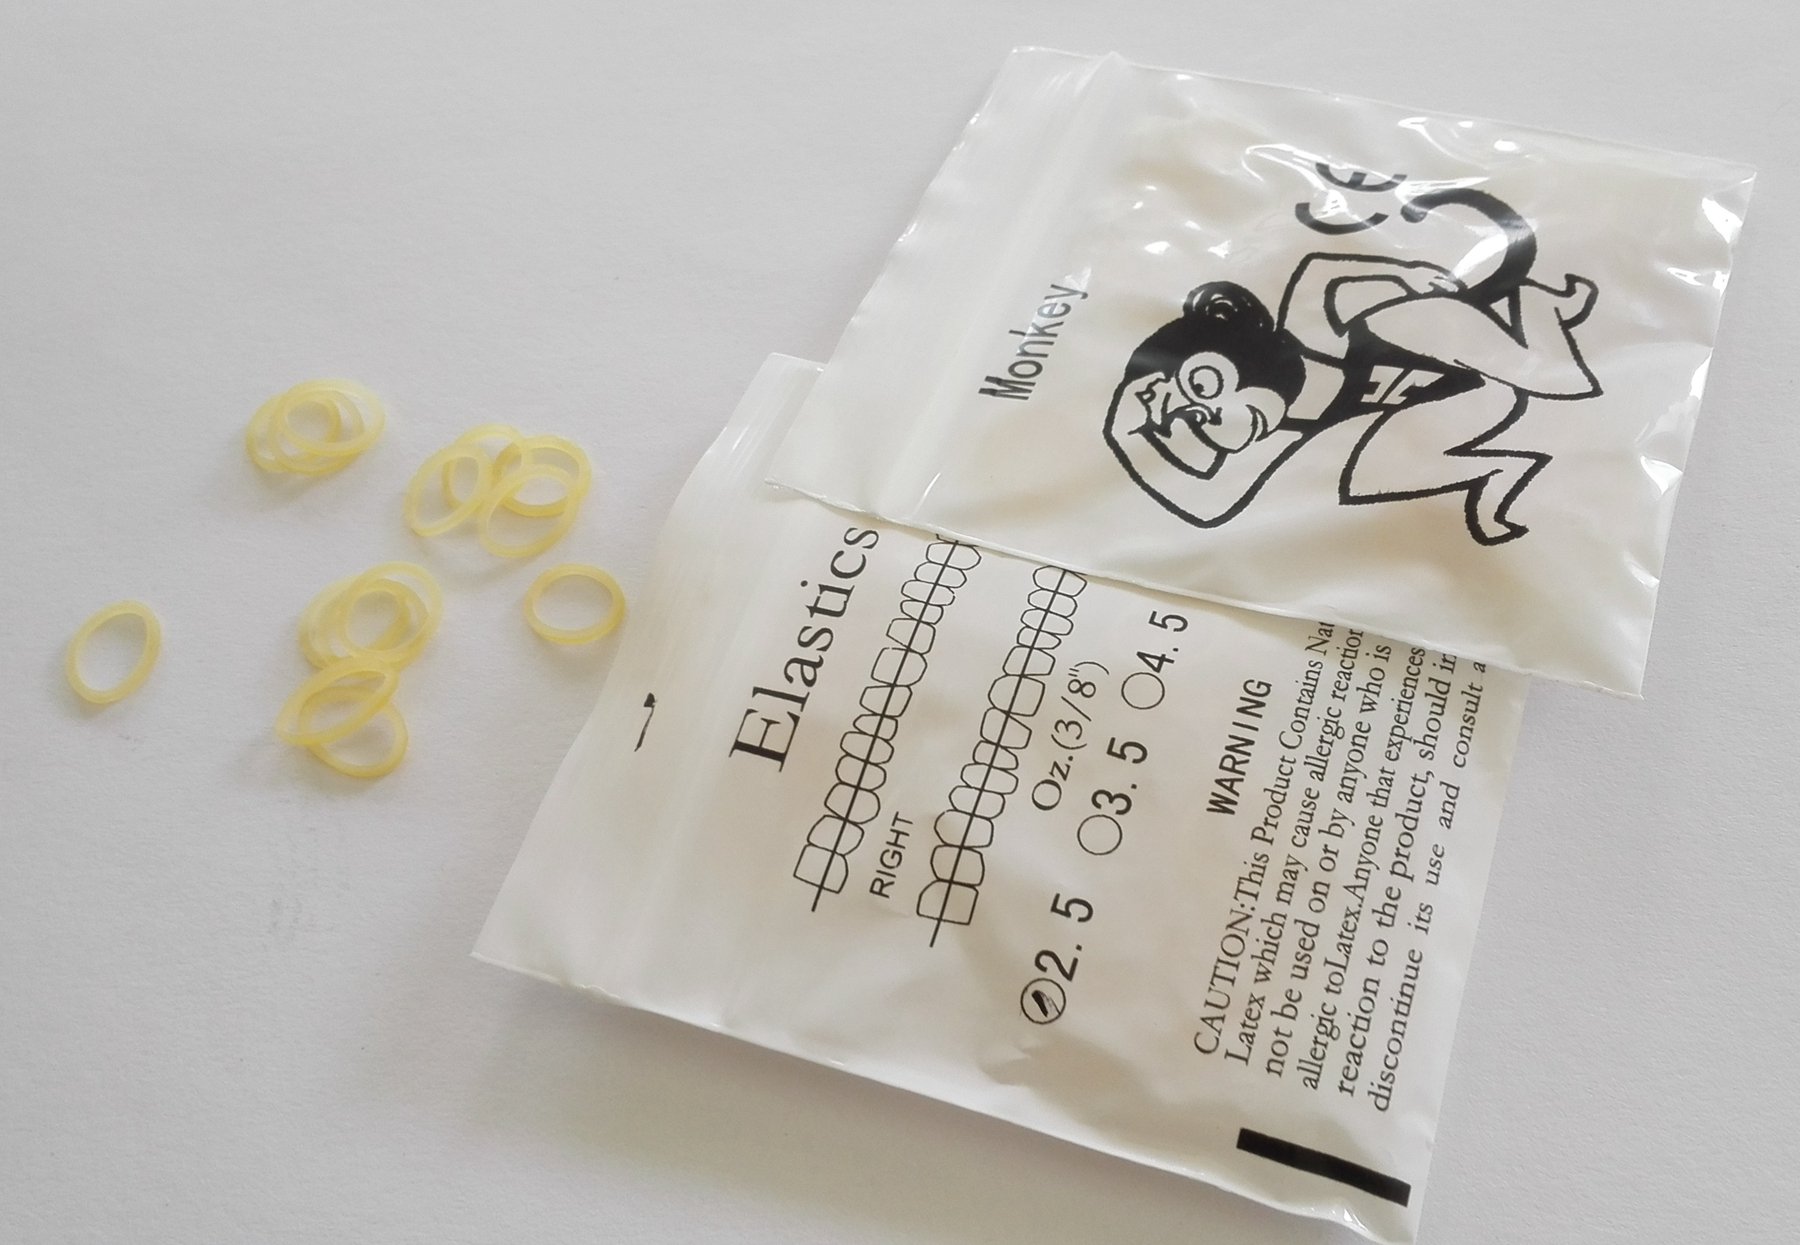 Monkey
CE
Elastics
RIGHT
Oz.(3/8")
2. 5 3. 5 4. 5
WARNING
CAUTION:This Product Contains
Latex which may cause allergic reaction
not be used on or by anyone who is
allergic toLatex.Anyone that experiences
reaction to the product, should
discontinue its use and consult a